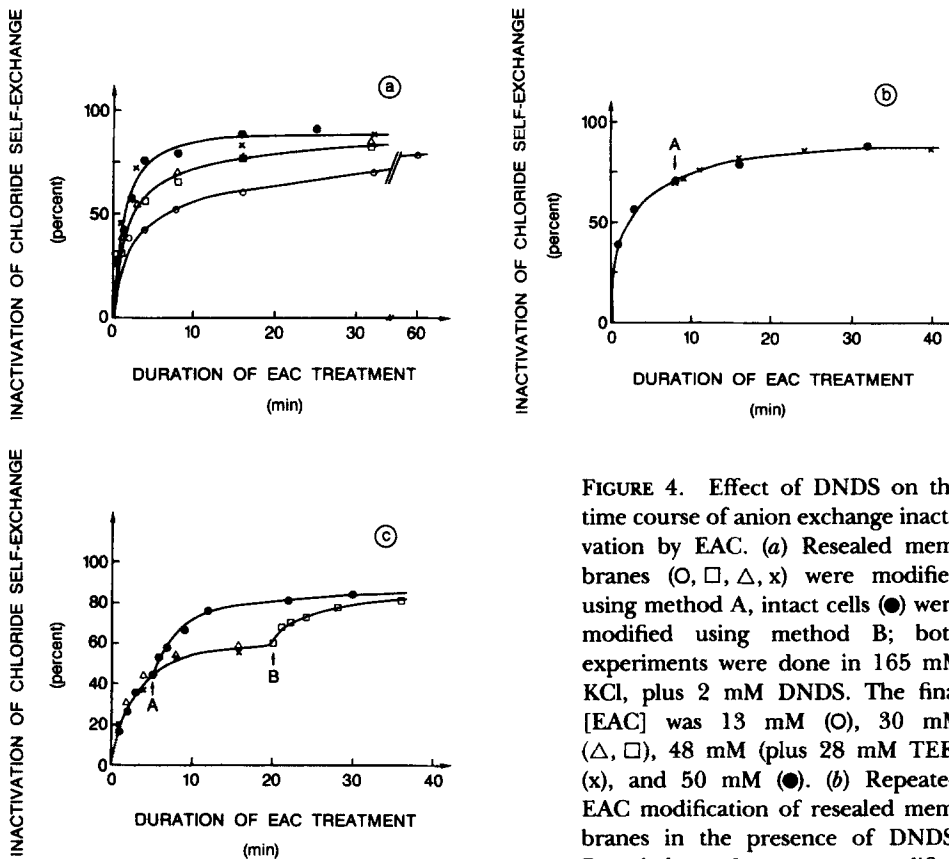 INACTIVATION OF CHLORIDE SELF-EXCHANGE
(percent)
a
100
50
0
0 10 20 30 60
DURATION OF EAC TREATMENT
(min)
INACTIVATION OF CHLORIDE SELF-EXCHANGE
(percent)
b
100
50
0
A
0 10 20 30 40
DURATION OF EAC TREATMENT
(min)
INACTIVATION OF CHLORIDE SELF-EXCHANGE
(percent)
c
100
80
60
40
20
0
A
B
0 10 20 30 40
DURATION OF EAC TREATMENT
(min)
FIGURE 4. Effect of DNDS on th
time course of anion exchange inact
vation by EAC. (a) Resealed mem
branes (O, □, △, x) were modifie
using method A, intact cells (●) wer
modified using method B; bot
experiments were done in 165 mM
KCl, plus 2 mM DNDS. The fina
[EAC] was 13 mM (O), 30 mM
(△, □), 48 mM (plus 28 mM TEE
(x), and 50 mM (●). (b) Repeate
EAC modification of resealed mem
branes in the presence of DNDS